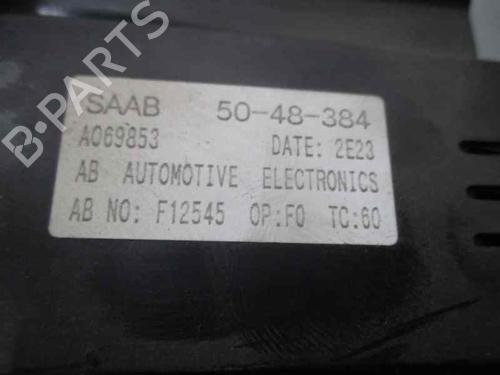 SAAB 50-48-384
A069853 DATE: 2E23
AB AUTOMOTIVE ELECTRONICS
AB NO: F12545 OP:F0 TC:60
B-PARTS